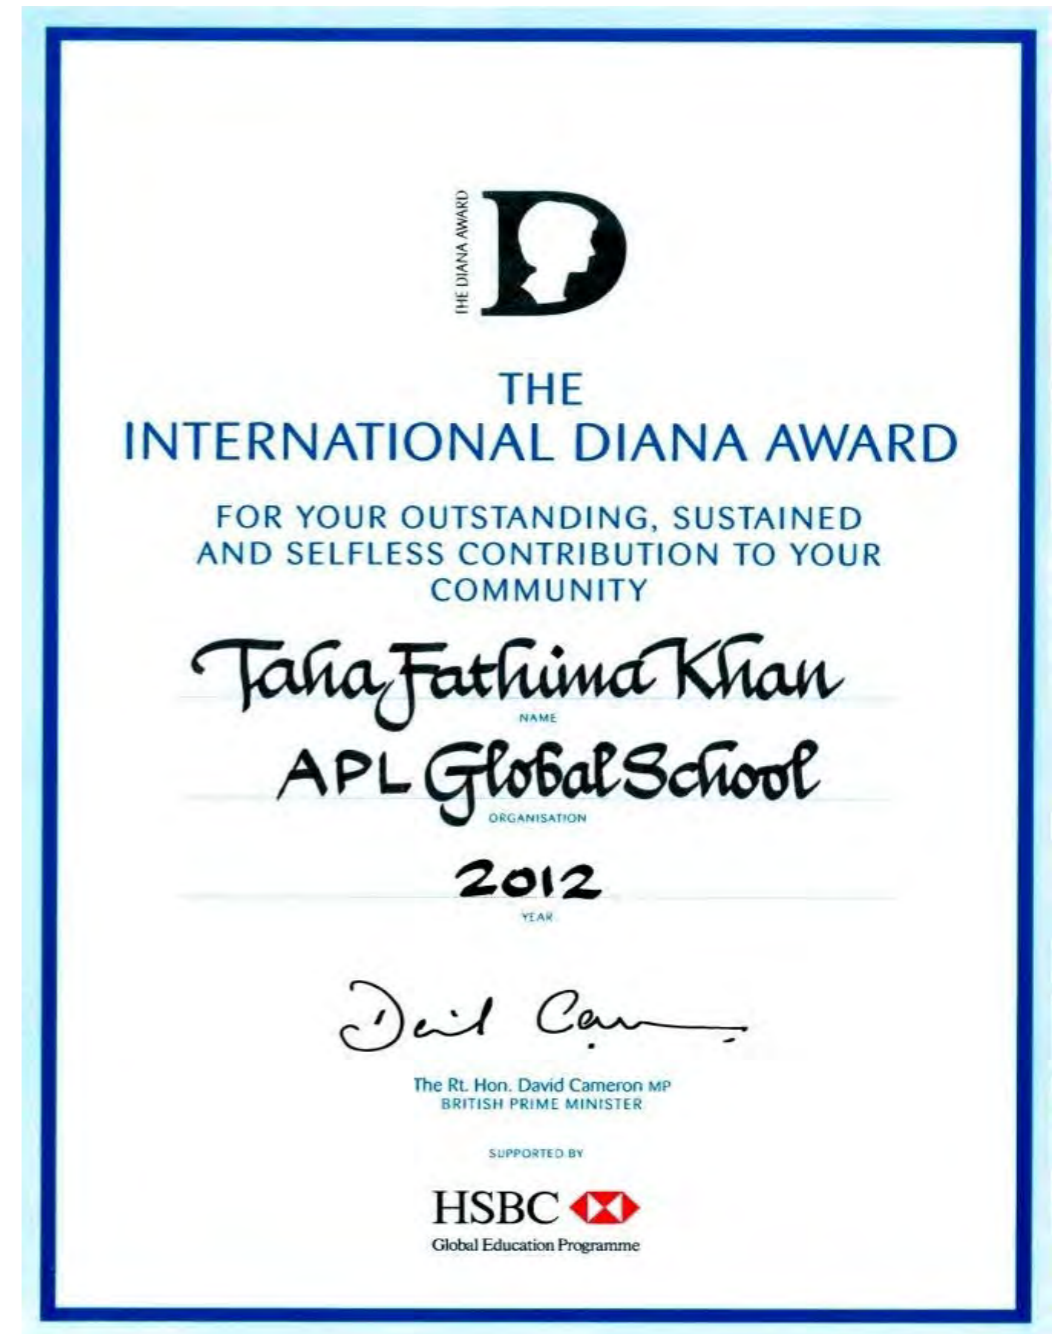 THE DIANA AWARD
THE
INTERNATIONAL DIANA AWARD
FOR YOUR OUTSTANDING, SUSTAINED
AND SELFLESS CONTRIBUTION TO YOUR
COMMUNITY
Taha Fathima Khan
NAME
APL Global School
ORGANISATION
2012
YEAR
The Rt. Hon. David Cameron MP
BRITISH PRIME MINISTER
SUPPORTED BY
HSBC
Global Education Programme